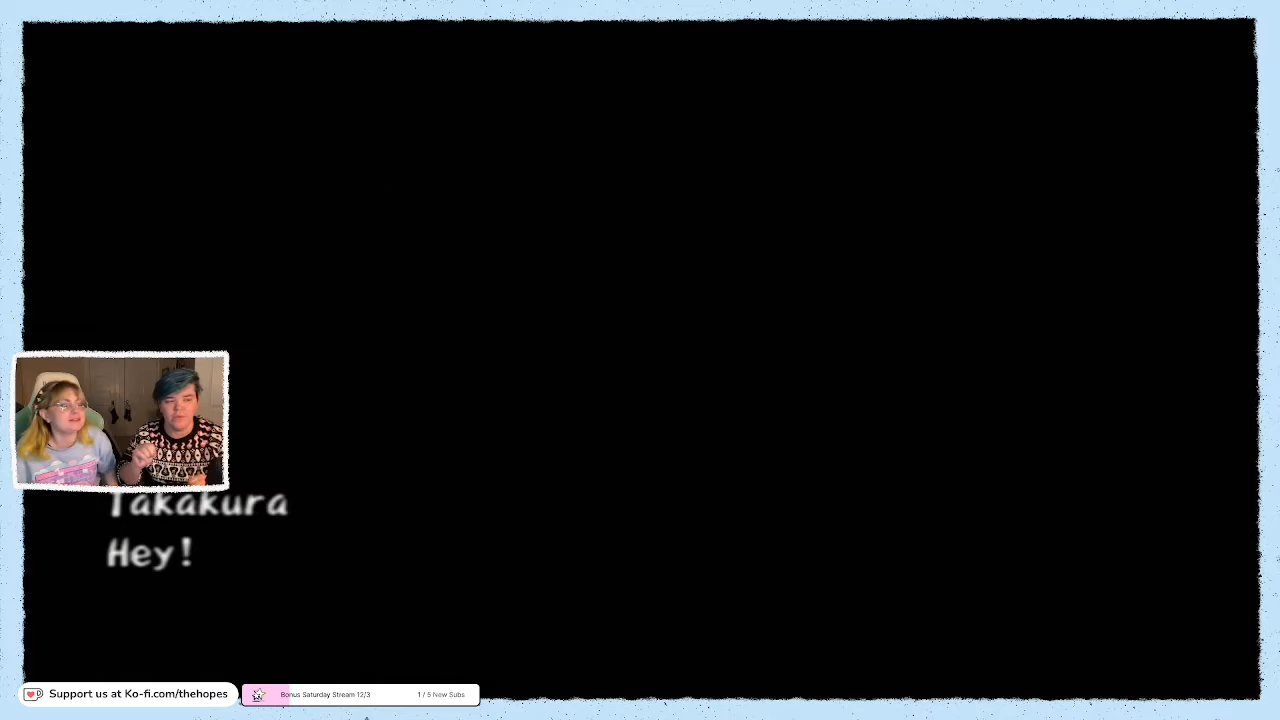 Takakura
Hey!
Support us at Ko-fi.com/thehopes
Bonus Saturday Stream 12/3
1 / 5 New Subs